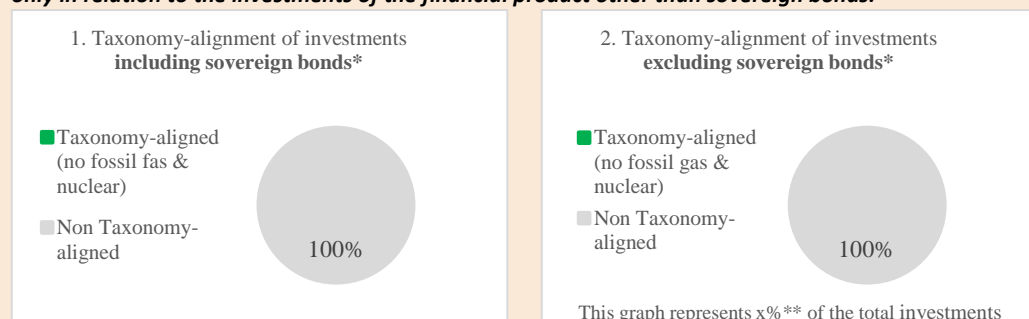 only in relation to the investments of the financial product other than sovereign bonds.
1. Taxonomy-alignment of investments
including sovereign bonds*
Taxonomy-aligned
(no fossil fas &
nuclear)
Non Taxonomy-
aligned
100%
2. Taxonomy-alignment of investments
excluding sovereign bonds*
Taxonomy-aligned
(no fossil gas &
nuclear)
Non Taxonomy-
aligned
100%
This graph represents x%** of the total investments